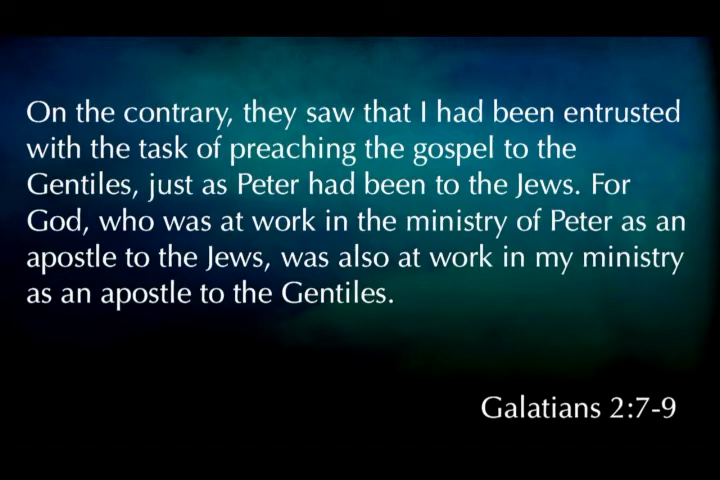 On the contrary, they saw that I had been entrusted
with the task of preaching the gospel to the
Gentiles, just as Peter had been to the Jews. For
God, who was at work in the ministry of Peter as an
apostle to the Jews, was also at work in my ministry
as an apostle to the Gentiles.
Galatians 2:7-9